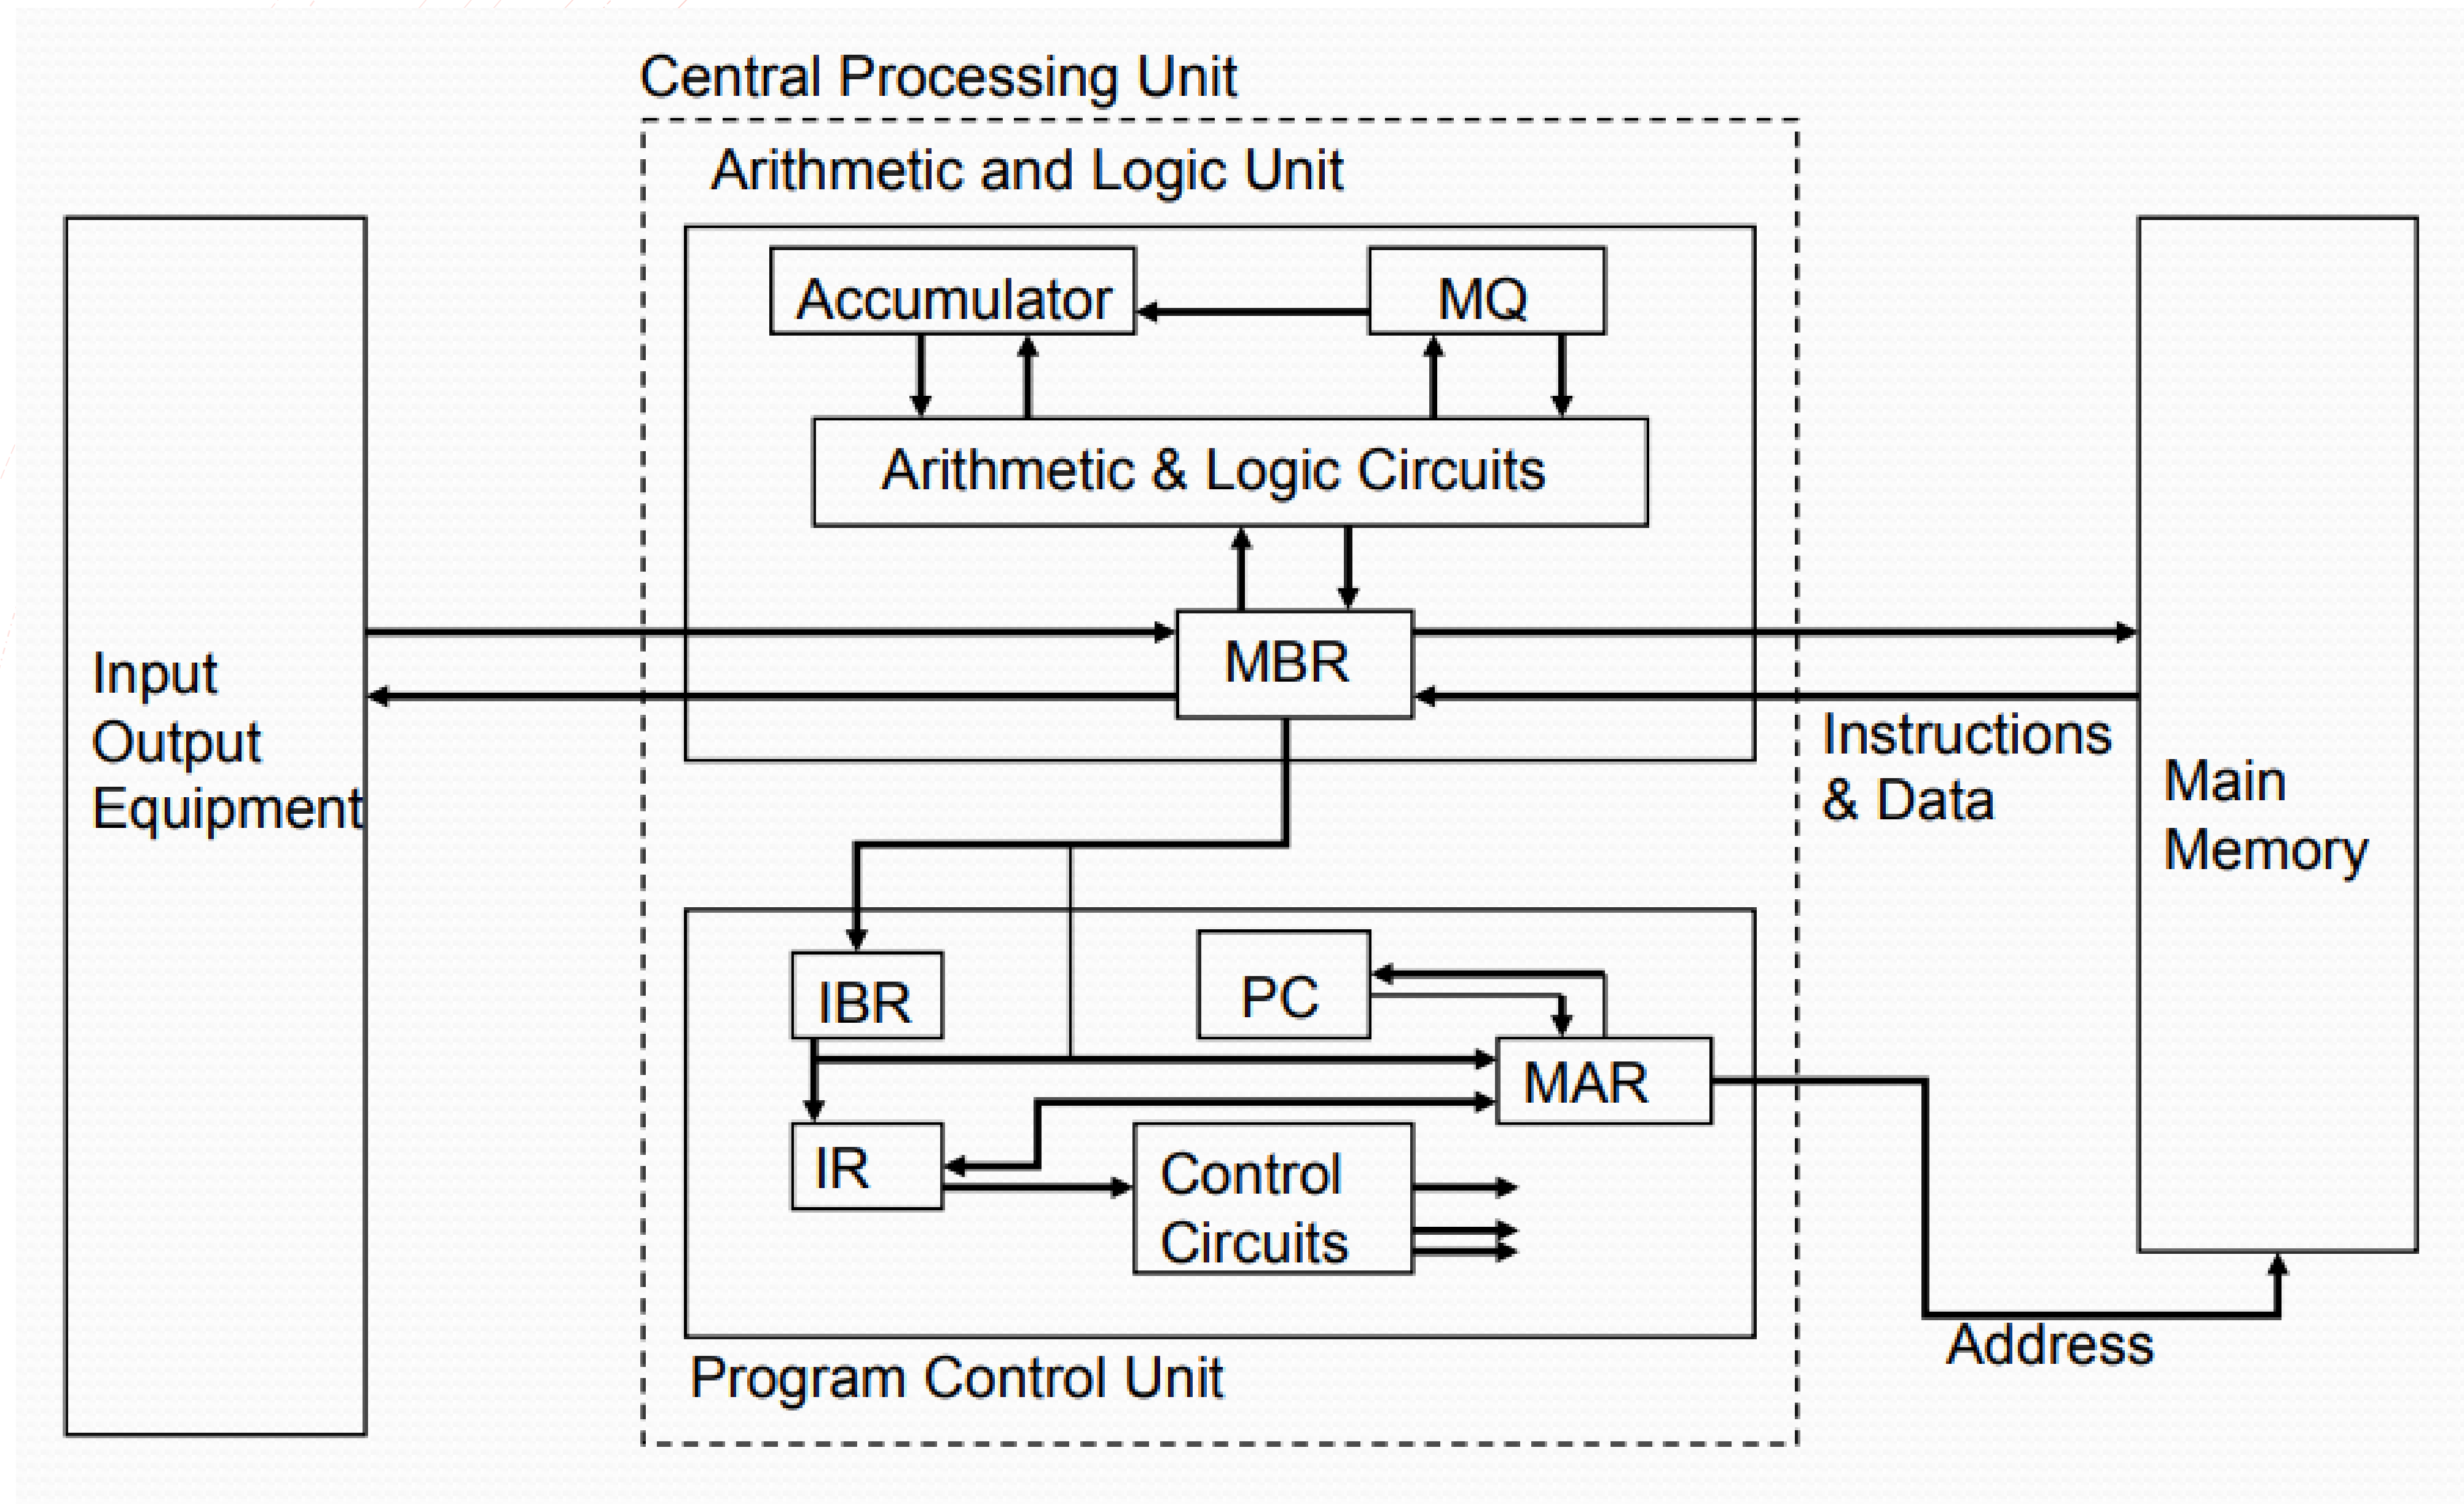 Central Processing Unit
Arithmetic and Logic Unit
Accumulator
MQ
Arithmetic & Logic Circuits
MBR
Input
Output
Equipment
Instructions
& Data
Main
Memory
IBR
PC
MAR
IR
Control
Circuits
Program Control Unit
Address